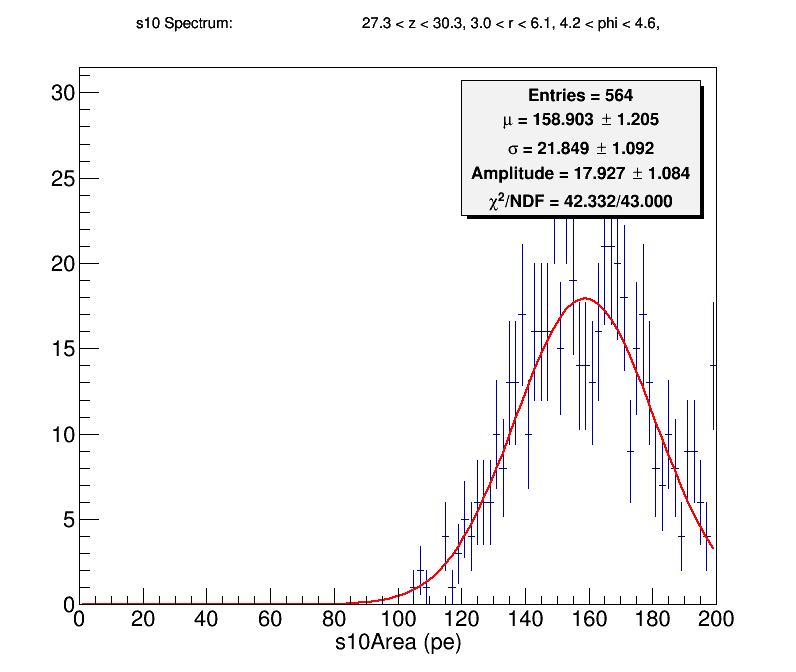 s10 Spectrum: 27.3 < z < 30.3, 3.0 < r < 6.1, 4.2 < phi < 4.6,
Entries = 564
μ = 158.903 ± 1.205
σ = 21.849 ± 1.092
Amplitude = 17.927 ± 1.084
χ²/NDF = 42.332/43.000
30
25
20
15
10
5
0
0 20 40 60 80 100 120 140 160 180 200
s10Area (pe)